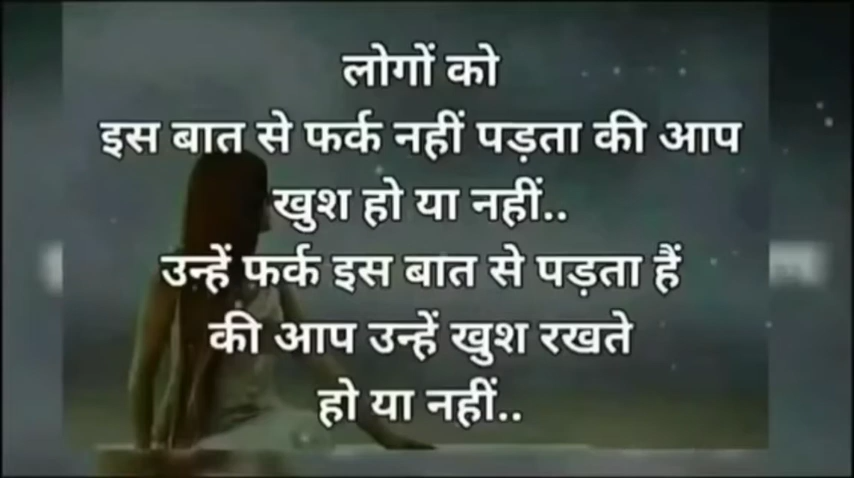 लोगों को
इस बात से फर्क नहीं पड़ता की आप
खुश हो या नहीं..
उन्हें फर्क इस बात से पड़ता हैं
की आप उन्हें खुश रखते
हो या नहीं..